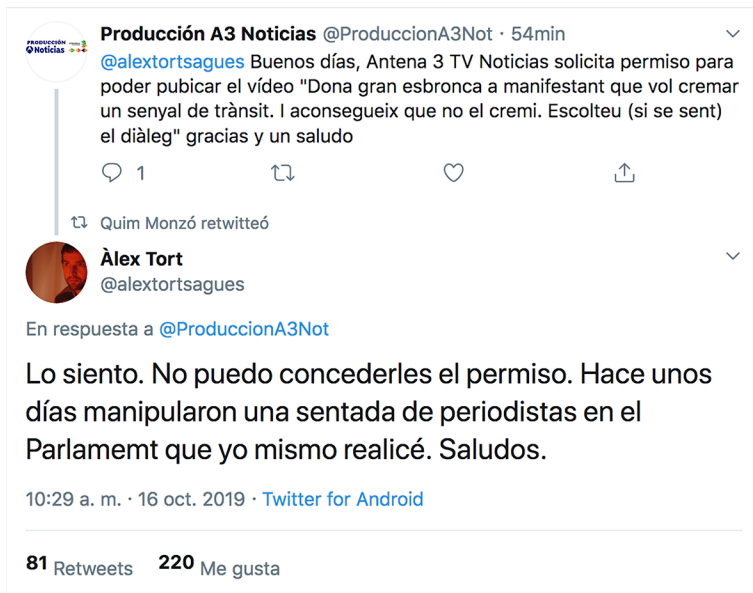 PRODUCCIÓN
Noticias
Producción A3 Noticias @ProduccionA3Not · 54min
@alextortsagues Buenos días, Antena 3 TV Noticias solicita permiso para
poder pubicar el vídeo "Dona gran esbronca a manifestant que vol cremar
un senyal de trànsit. I aconsegueix que no el cremi. Escolteu (si se sent)
el diàleg" gracias y un saludo
1
Quim Monzó retwitteó
Àlex Tort
@alextortsagues
En respuesta a @ProduccionA3Not
Lo siento. No puedo concederles el permiso. Hace unos
días manipularon una sentada de periodistas en el
Parlamemt que yo mismo realicé. Saludos.
10:29 a. m. · 16 oct. 2019 · Twitter for Android
81 Retweets 220 Me gusta